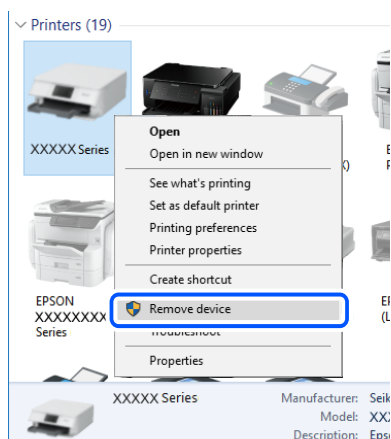 Printers (19)
XXXXX Series
Open
Open in new window
See what's printing
Set as default printer
Printing preferences
Printer properties
Create shortcut
Remove device
Troubleshoot
Properties
EPSON
XXXXXXXX
Series
XXXXX Series
Manufacturer:
Model:
Description: